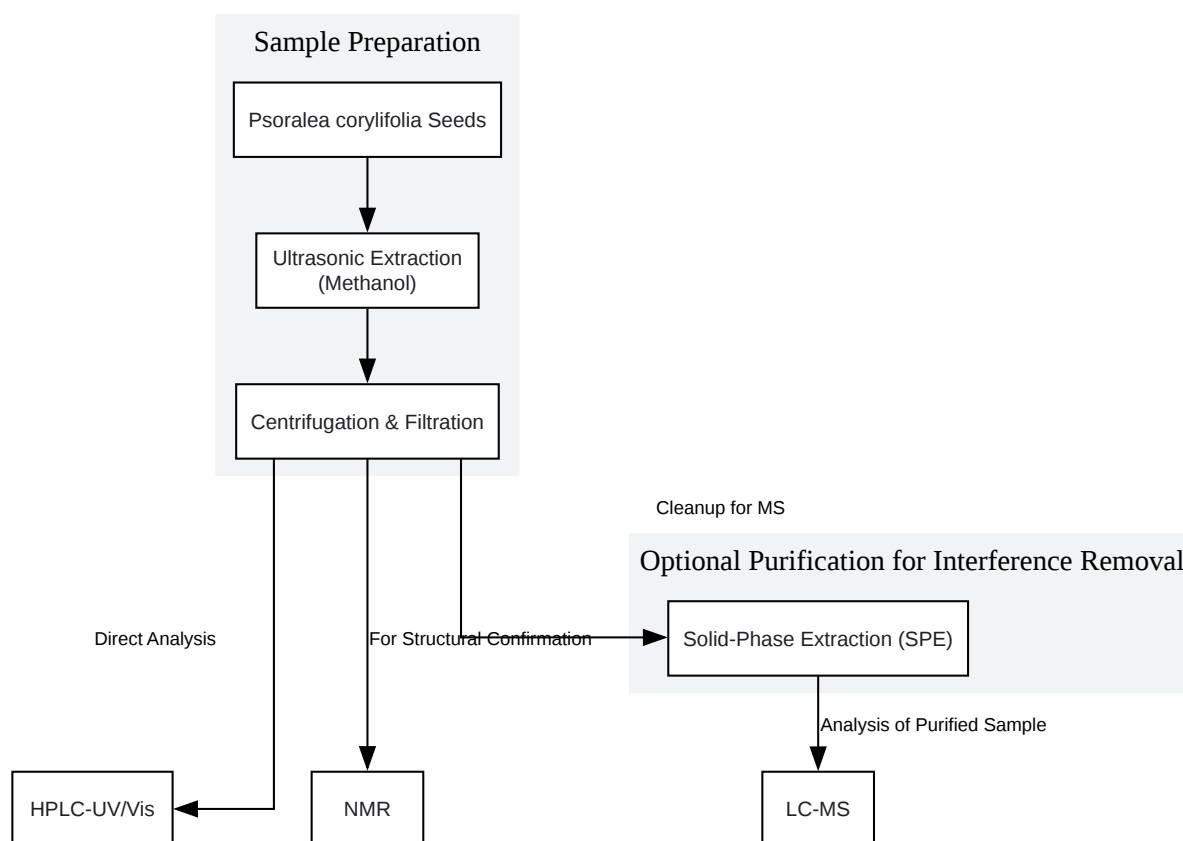 Sample Preparation
Psoralea corylifolia Seeds
Ultrasonic Extraction
(Methanol)
Centrifugation & Filtration
Cleanup for MS
Optional Purification for Interference Removal
Direct Analysis
For Structural Confirmation
Solid-Phase Extraction (SPE)
Analysis of Purified Sample
HPLC-UV/Vis
NMR
LC-MS